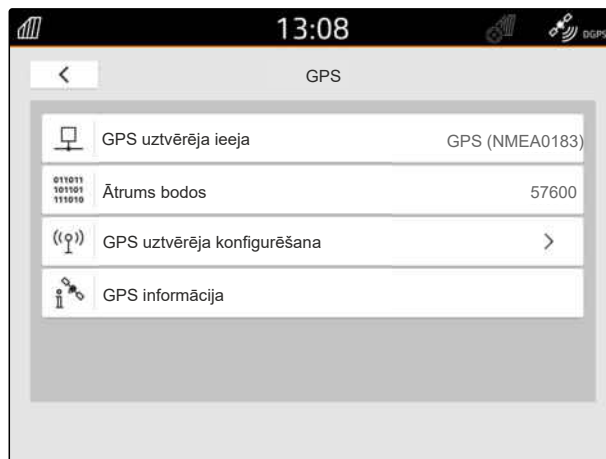 13:08
DGPS
GPS
GPS uztvērēja ieeja
GPS (NMEA0183)
011011
101101
111010
Ātrums bodos
57600
GPS uztvērēja konfigurēšana
GPS informācija